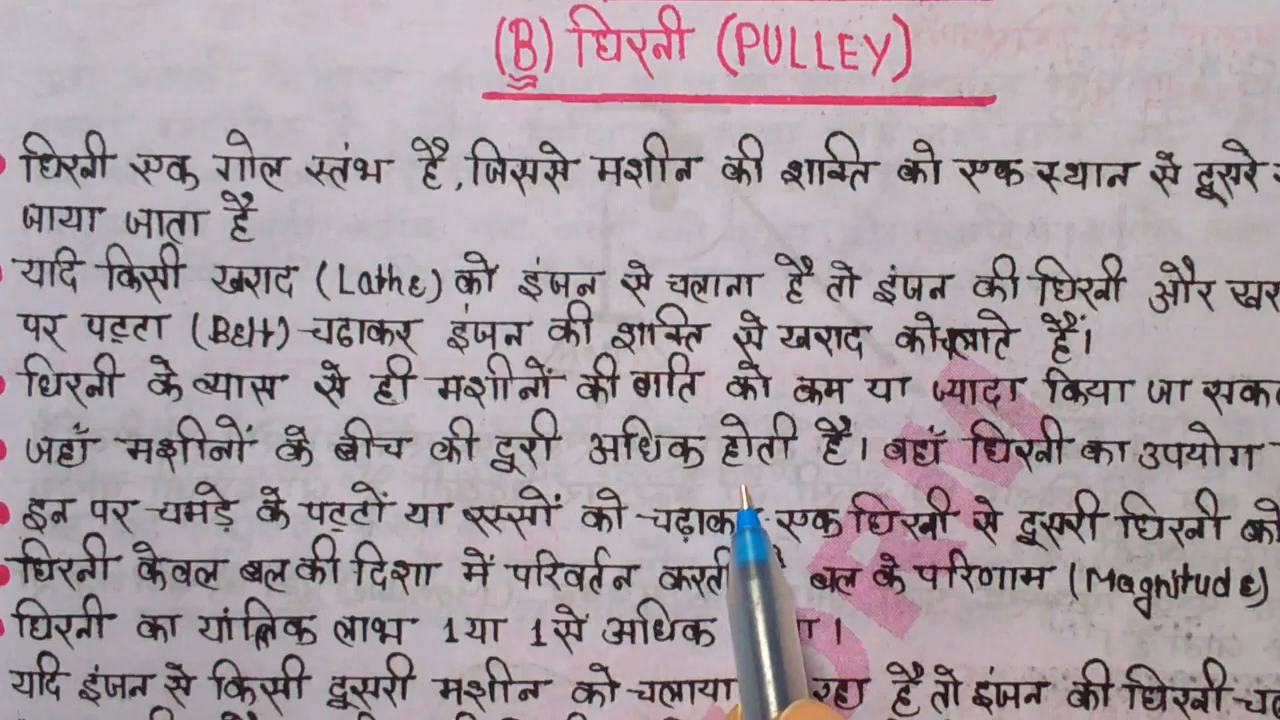 (B) घिरनी (PULLEY)
घिरनी एक गोल स्तंभ है, जिससे मशीन की शक्ति को एक स्थान से दूसरे
जाया जाता है
यदि किसी खराद (Lathe) को इंजन से चलाना है तो इंजन की घिरनी और
पर पट्टा (Belt) चढाकर इंजन की शक्ति से खराद को चलाते हैं।
घिरनी के व्यास से ही मशीनों की गति को कम या ज्यादा किया जा सक
जहाँ मशीनों के बीच की दूरी अधिक होती है। वहाँ घिरनी का उपयोग
इन पर चमड़े के पट्टों या रस्सों को चढ़ाक एक घिरनी से दूसरी घिरनी को
घिरनी केवल बल की दिशा में परिवर्तन करती बल के परिणाम (Magnitude)
घिरनी का यांत्रिक लाभ 1 या 1 से अधिक
यदि इंजन से किसी दूसरी मशीन को चलाया रहा है तो इंजन की घिरनी